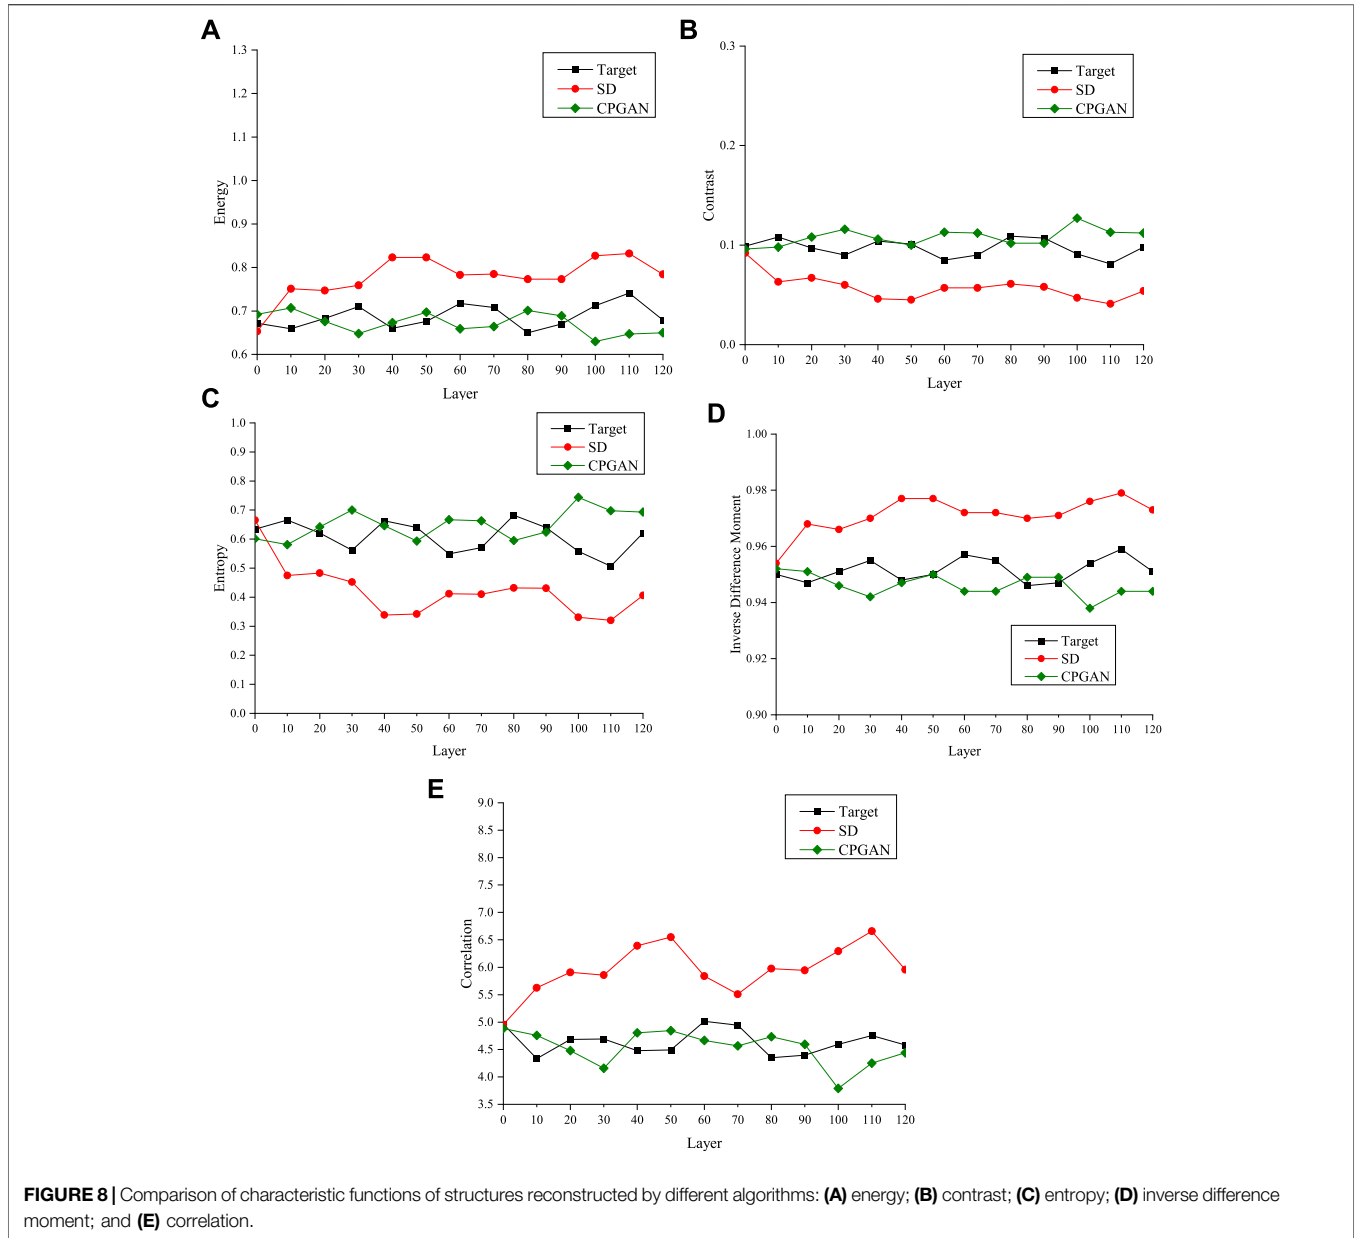 A
1.3
1.2
1.1
1.0
0.9
0.8
0.7
0.6
Energy
0 10 20 30 40 50 60 70 80 90 100 110 120
Layer
Target
SD
CPGAN
B
0.3
0.2
0.1
0.0
Contrast
0 10 20 30 40 50 60 70 80 90 100 110 120
Layer
Target
SD
CPGAN
C
1.0
0.9
0.8
0.7
0.6
0.5
0.4
0.3
0.2
0.1
0.0
Entropy
0 10 20 30 40 50 60 70 80 90 100 110 120
Layer
Target
SD
CPGAN
D
1.00
0.98
0.96
0.94
0.92
0.90
Inverse Difference Moment
0 10 20 30 40 50 60 70 80 90 100 110 120
Layer
Target
SD
CPGAN
E
9.0
8.5
8.0
7.5
7.0
6.5
6.0
5.5
5.0
4.5
4.0
3.5
Correlation
0 10 20 30 40 50 60 70 80 90 100 110 120
Layer
Target
SD
CPGAN
FIGURE 8 | Comparison of characteristic functions of structures reconstructed by different algorithms: (A) energy; (B) contrast; (C) entropy; (D) inverse difference
moment; and (E) correlation.